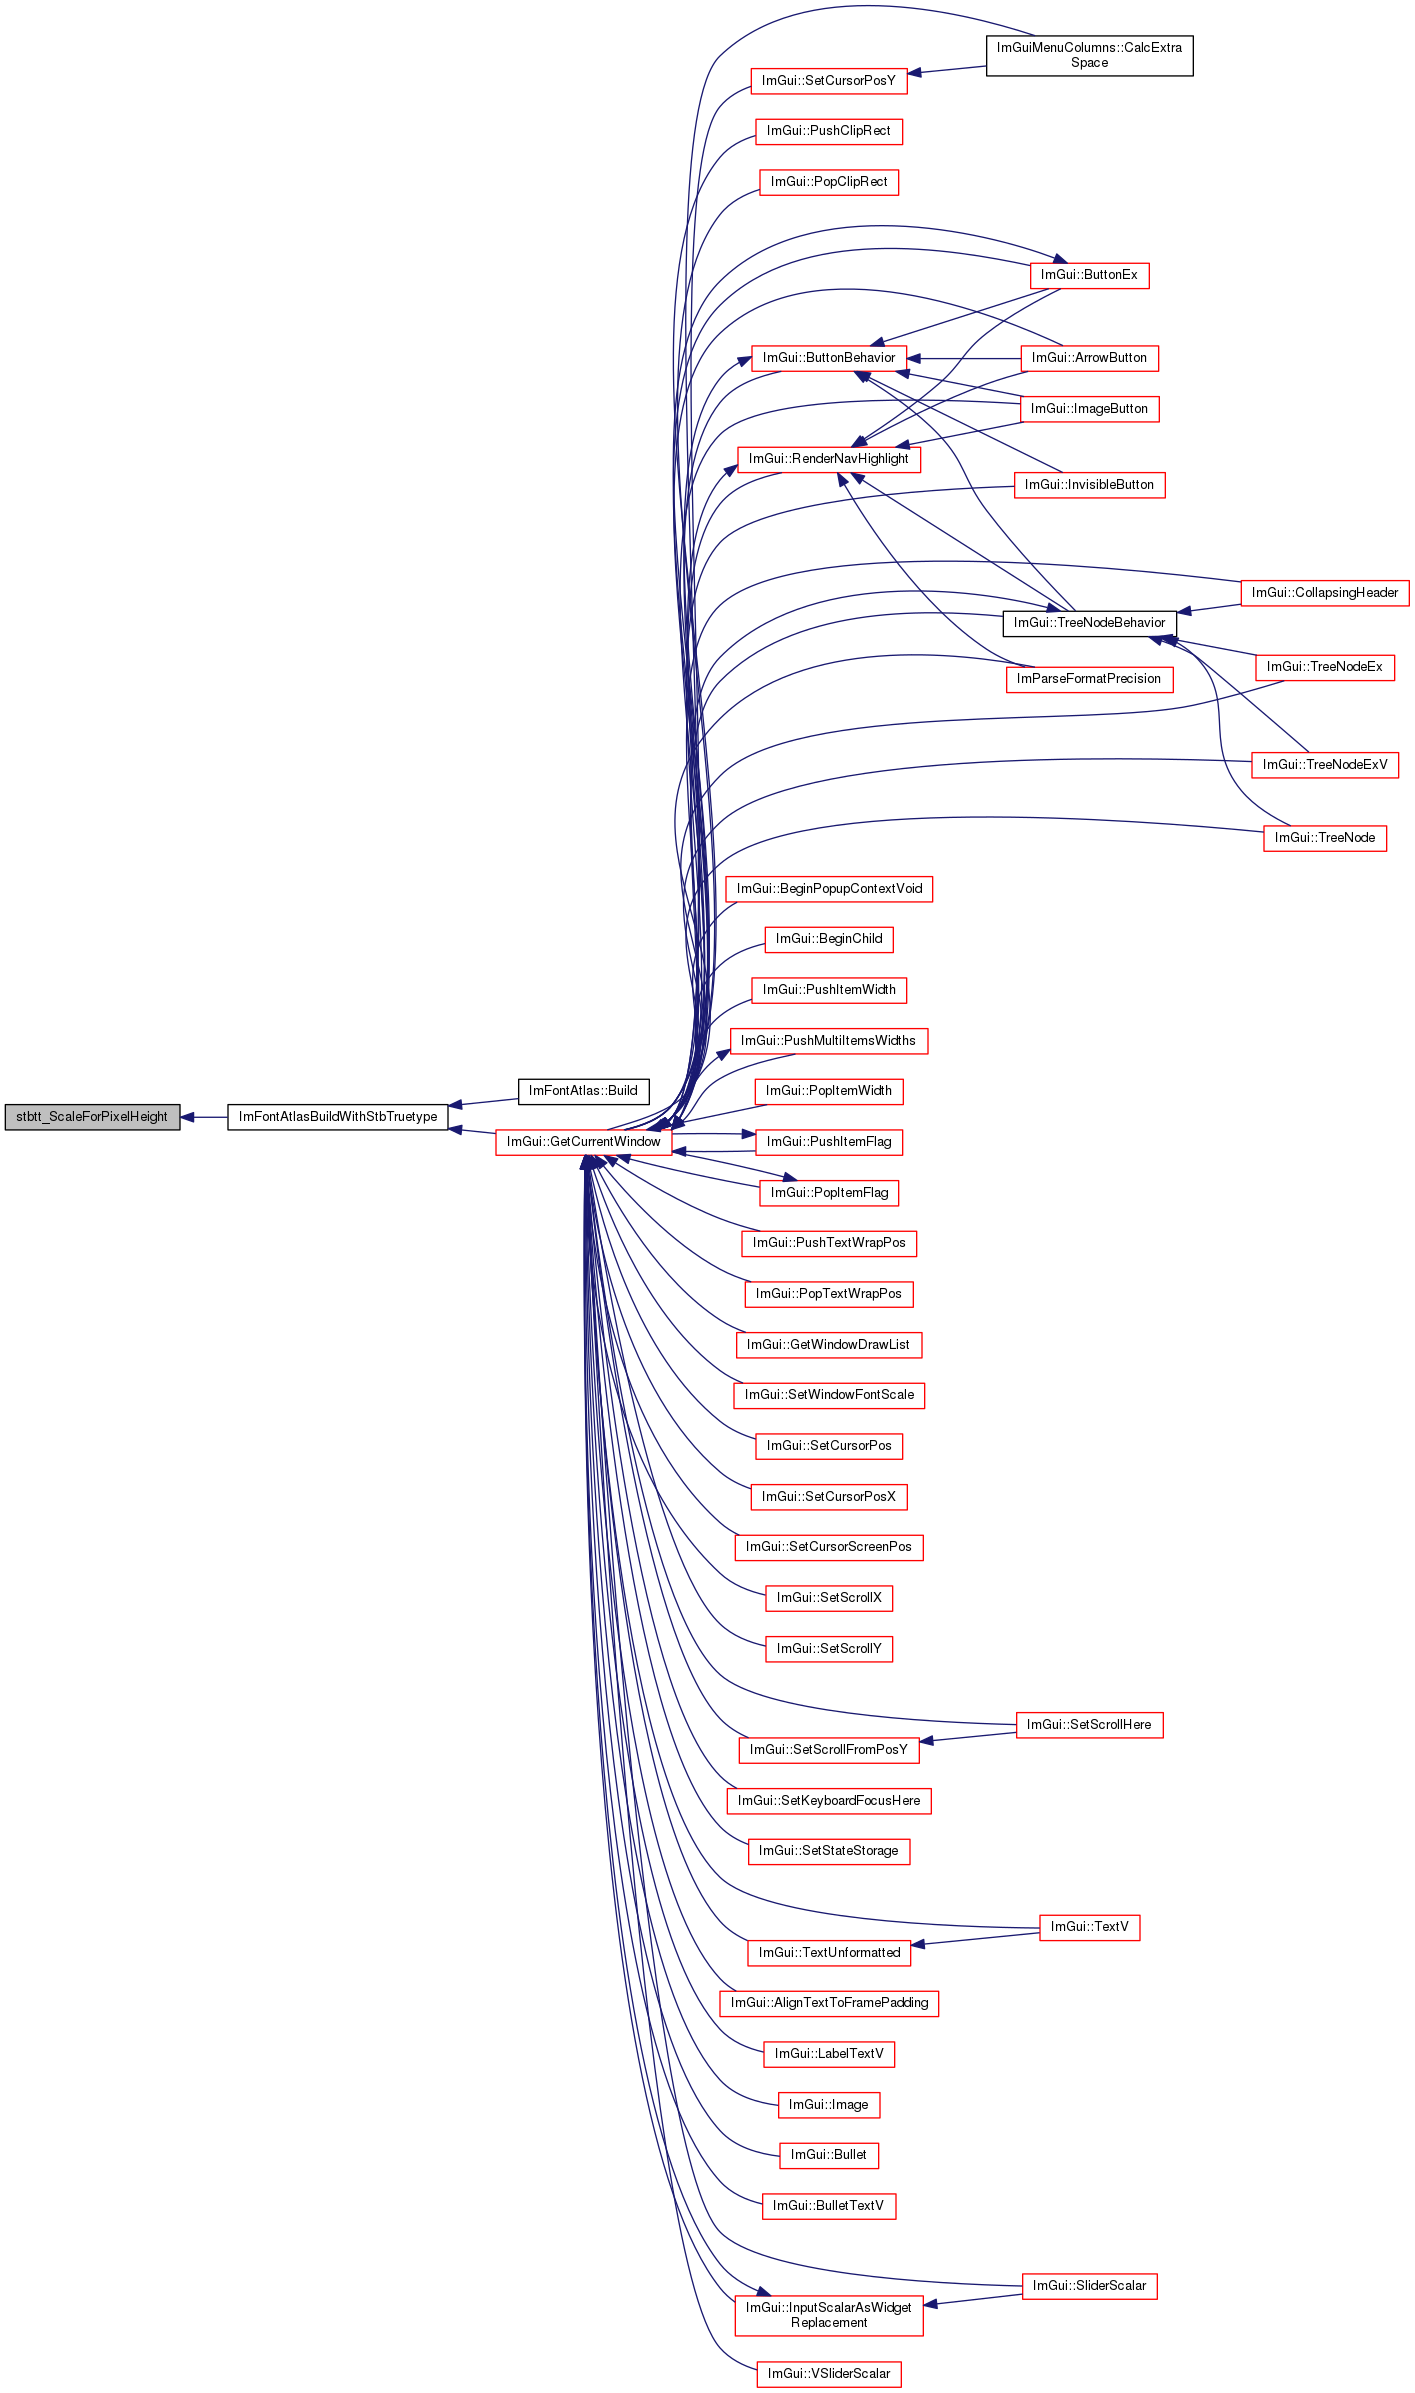 ImGuiMenuColumns::CalcExtra
Space
ImGui::SetCursorPosY
ImGui::PushClipRect
ImGui::PopClipRect
ImGui::ButtonEx
ImGui::ButtonBehavior
ImGui::ArrowButton
ImGui::ImageButton
ImGui::RenderNavHighlight
ImGui::InvisibleButton
ImGui::CollapsingHeader
ImGui::TreeNodeBehavior
ImGui::TreeNodeEx
ImParseFormatPrecision
ImGui::TreeNodeExV
ImGui::TreeNode
ImGui::BeginPopupContextVoid
ImGui::BeginChild
ImGui::PushItemWidth
ImGui::PushMultiItemsWidths
ImFontAtlas::Build
ImGui::PopItemWidth
stbtt_ScaleForPixelHeight
ImFontAtlasBuildWithStbTruetype
ImGui::GetCurrentWindow
ImGui::PushItemFlag
ImGui::PopItemFlag
ImGui::PushTextWrapPos
ImGui::PopTextWrapPos
ImGui::GetWindowDrawList
ImGui::SetWindowFontScale
ImGui::SetCursorPos
ImGui::SetCursorPosX
ImGui::SetCursorScreenPos
ImGui::SetScrollX
ImGui::SetScrollY
ImGui::SetScrollHere
ImGui::SetScrollFromPosY
ImGui::SetKeyboardFocusHere
ImGui::SetStateStorage
ImGui::TextV
ImGui::TextUnformatted
ImGui::AlignTextToFramePadding
ImGui::LabelTextV
ImGui::Image
ImGui::Bullet
ImGui::BulletTextV
ImGui::SliderScalar
ImGui::InputScalarAsWidget
Replacement
ImGui::VSliderScalar